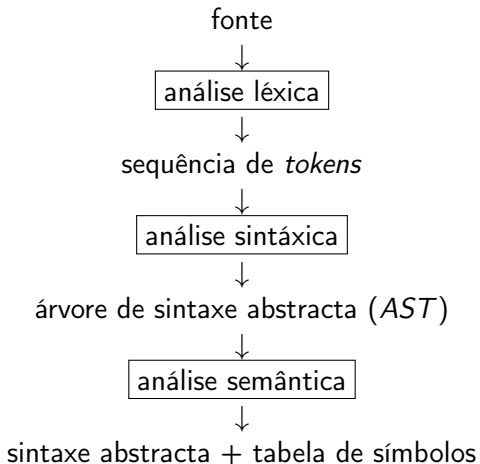 fonte
análise léxica
sequência de tokens
análise sintáxica
árvore de sintaxe abstracta (AST)
análise semântica
sintaxe abstracta + tabela de símbolos